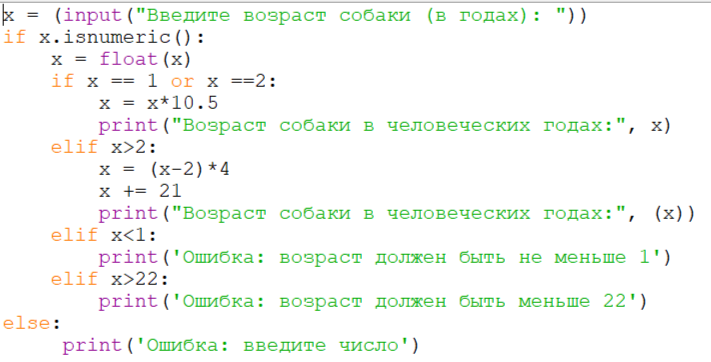 x = (input("Введите возраст собаки (в годах): "))
if x.isnumeric():
    x = float(x)
    if x == 1 or x ==2:
        x = x*10.5
        print("Возраст собаки в человеческих годах:", x)
    elif x>2:
        x = (x-2)*4
        x += 21
        print("Возраст собаки в человеческих годах:", (x))
    elif x<1:
        print('Ошибка: возраст должен быть не меньше 1')
    elif x>22:
        print('Ошибка: возраст должен быть меньше 22')
else:
     print('Ошибка: введите число')